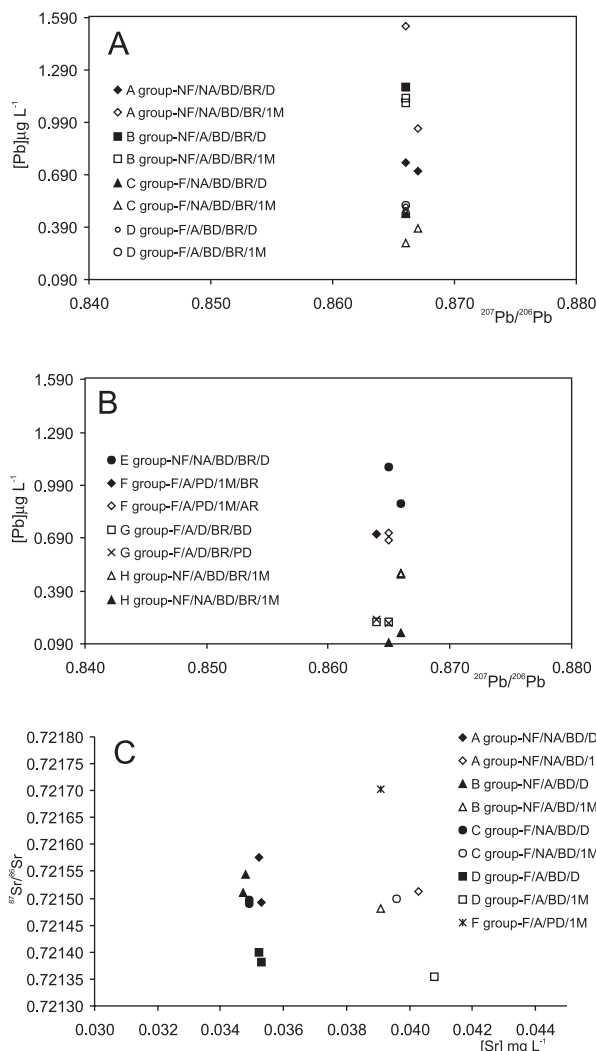 A
1.590
1.290
0.990
0.690
0.390
0.090
[Pb]µg L⁻¹
A group-NF/NA/BD/BR/D
A group-NF/NA/BD/BR/1M
B group-NF/A/BD/BR/D
B group-NF/A/BD/BR/1M
C group-F/NA/BD/BR/D
C group-F/NA/BD/BR/1M
D group-F/A/BD/BR/D
D group-F/A/BD/BR/1M
0.840 0.850 0.860 0.870 0.880
²⁰⁷Pb/²⁰⁶Pb
B
1.590
1.290
0.990
0.690
0.390
0.090
[Pb]µg L⁻¹
E group-NF/NA/BD/BR/D
F group-F/A/PD/1M/BR
F group-F/A/PD/1M/AR
G group-F/A/D/BR/BD
G group-F/A/D/BR/PD
H group-NF/A/BD/BR/1M
H group-NF/NA/BD/BR/1M
0.840 0.850 0.860 0.870 0.880
²⁰⁷Pb/²⁰⁶Pb
C
0.72180
0.72175
0.72170
0.72165
0.72160
0.72155
0.72150
0.72145
0.72140
0.72135
0.72130
⁸⁷Sr/⁸⁶Sr
A group-NF/NA/BD/D
A group-NF/NA/BD/1
B group-NF/A/BD/D
B group-NF/A/BD/1M
C group-F/NA/BD/D
C group-F/NA/BD/1M
D group-F/A/BD/D
D group-F/A/BD/1M
F group-F/A/PD/1M
0.030 0.032 0.034 0.036 0.038 0.040 0.042 0.044
[Sr] mg L⁻¹